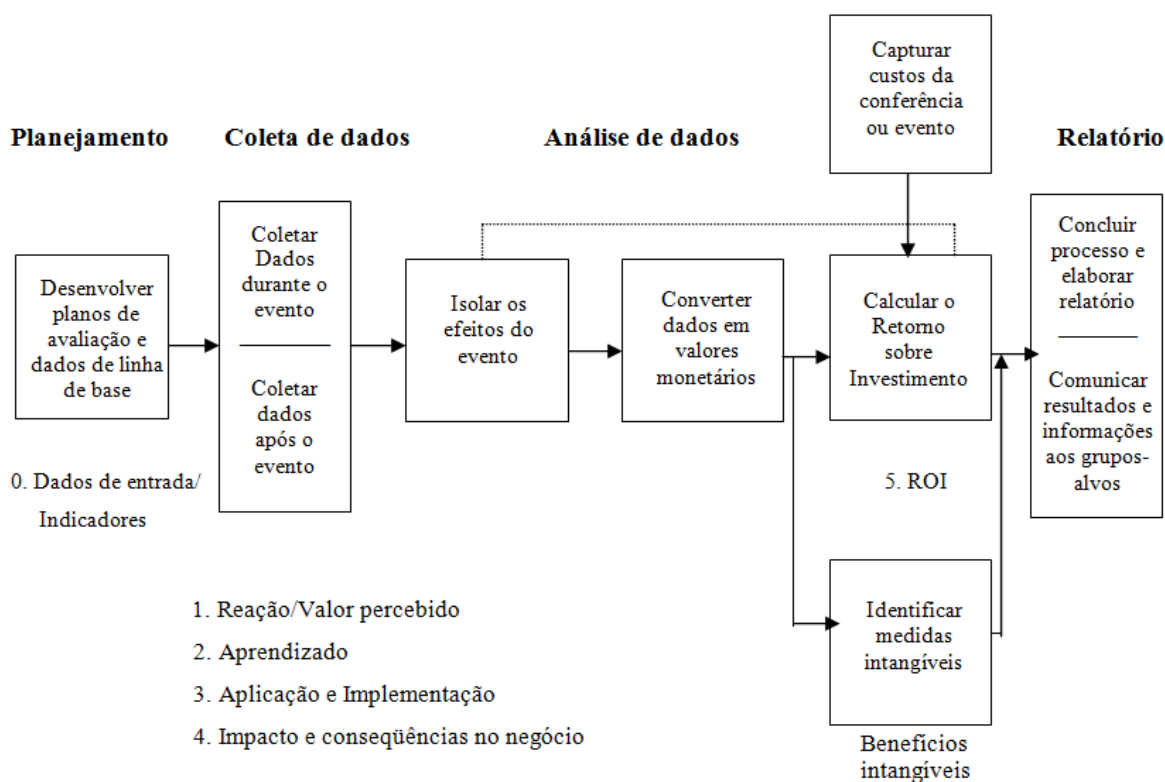 Capturar
custos da
conferência
ou evento
Planejamento
Coleta de dados
Análise de dados
Relatório
Desenvolver
planos de
avaliação e
dados de linha
de base
Coletar
Dados
durante o
evento
Coletar
dados
após o
evento
Isolar os
efeitos do
evento
Converter
dados em
valores
monetários
Calcular o
Retorno
sobre
Investimento
Concluir
processo e
elaborar
relatório
Comunicar
resultados e
informações
aos grupos-
alvos
0. Dados de entrada/
Indicadores
5. ROI
1. Reação/Valor percebido
2. Aprendizado
3. Aplicação e Implementação
4. Impacto e conseqüências no negócio
Identificar
medidas
intangíveis
Benefícios
intangíveis